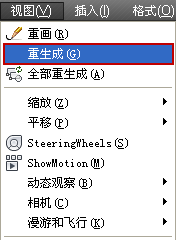 视图(V) 插入(I) 格式(O)
重画(R)
重生成(G)
全部重生成(A)
缩放(Z)
平移(P)
SteeringWheels(S)
ShowMotion(M)
动态观察(B)
相机(C)
漫游和飞行(K)